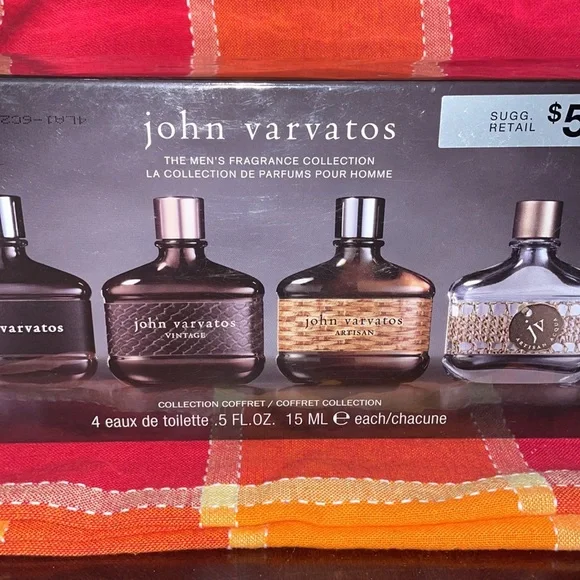 john varvatos
SUGG.
RETAIL
$5
THE MEN'S FRAGRANCE COLLECTION
LA COLLECTION DE PARFUMS POUR HOMME
varvatos
john varvatos
VINTAGE
john varvatos
ARTISAN
jv
COLLECTION COFFRET / COFFRET COLLECTION
4 eaux de toilette .5 FL.OZ. 15 ML ℮ each/chacune